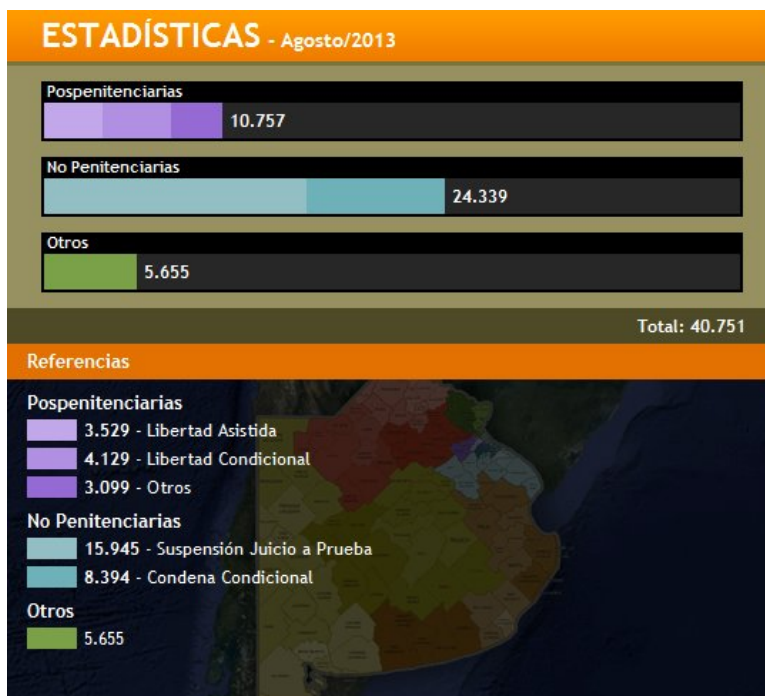 ESTADÍSTICAS - Agosto/2013
Pospenitenciarias
10.757
No Penitenciarias
24.339
Otros
5.655
Total: 40.751
Referencias
Pospenitenciarias
3.529 - Libertad Asistida
4.129 - Libertad Condicional
3.099 - Otros
No Penitenciarias
15.945 - Suspensión Juicio a Prueba
8.394 - Condena Condicional
Otros
5.655